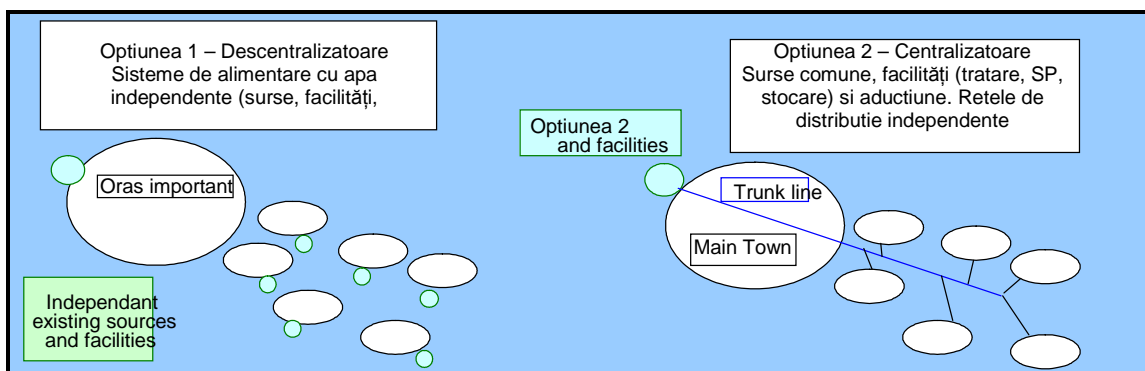 Optiunea 1 – Descentralizatoare
Sisteme de alimentare cu apa
independente (surse, facilități,
Oras important
Independant
existing sources
and facilities
Optiunea 2 – Centralizatoare
Surse comune, facilități (tratare, SP,
stocare) si aductiune. Retele de
distributie independente
Optiunea 2
and facilities
Trunk line
Main Town